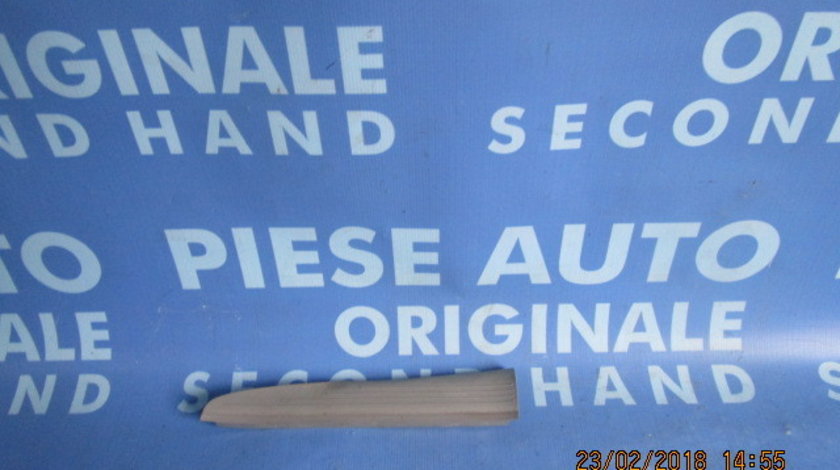 ORIGINALE OR
ND HAND SECON
TO PIESE AUTO
ALE ORIGINALE
ND SECOND HAND
23/02/2018 14:55